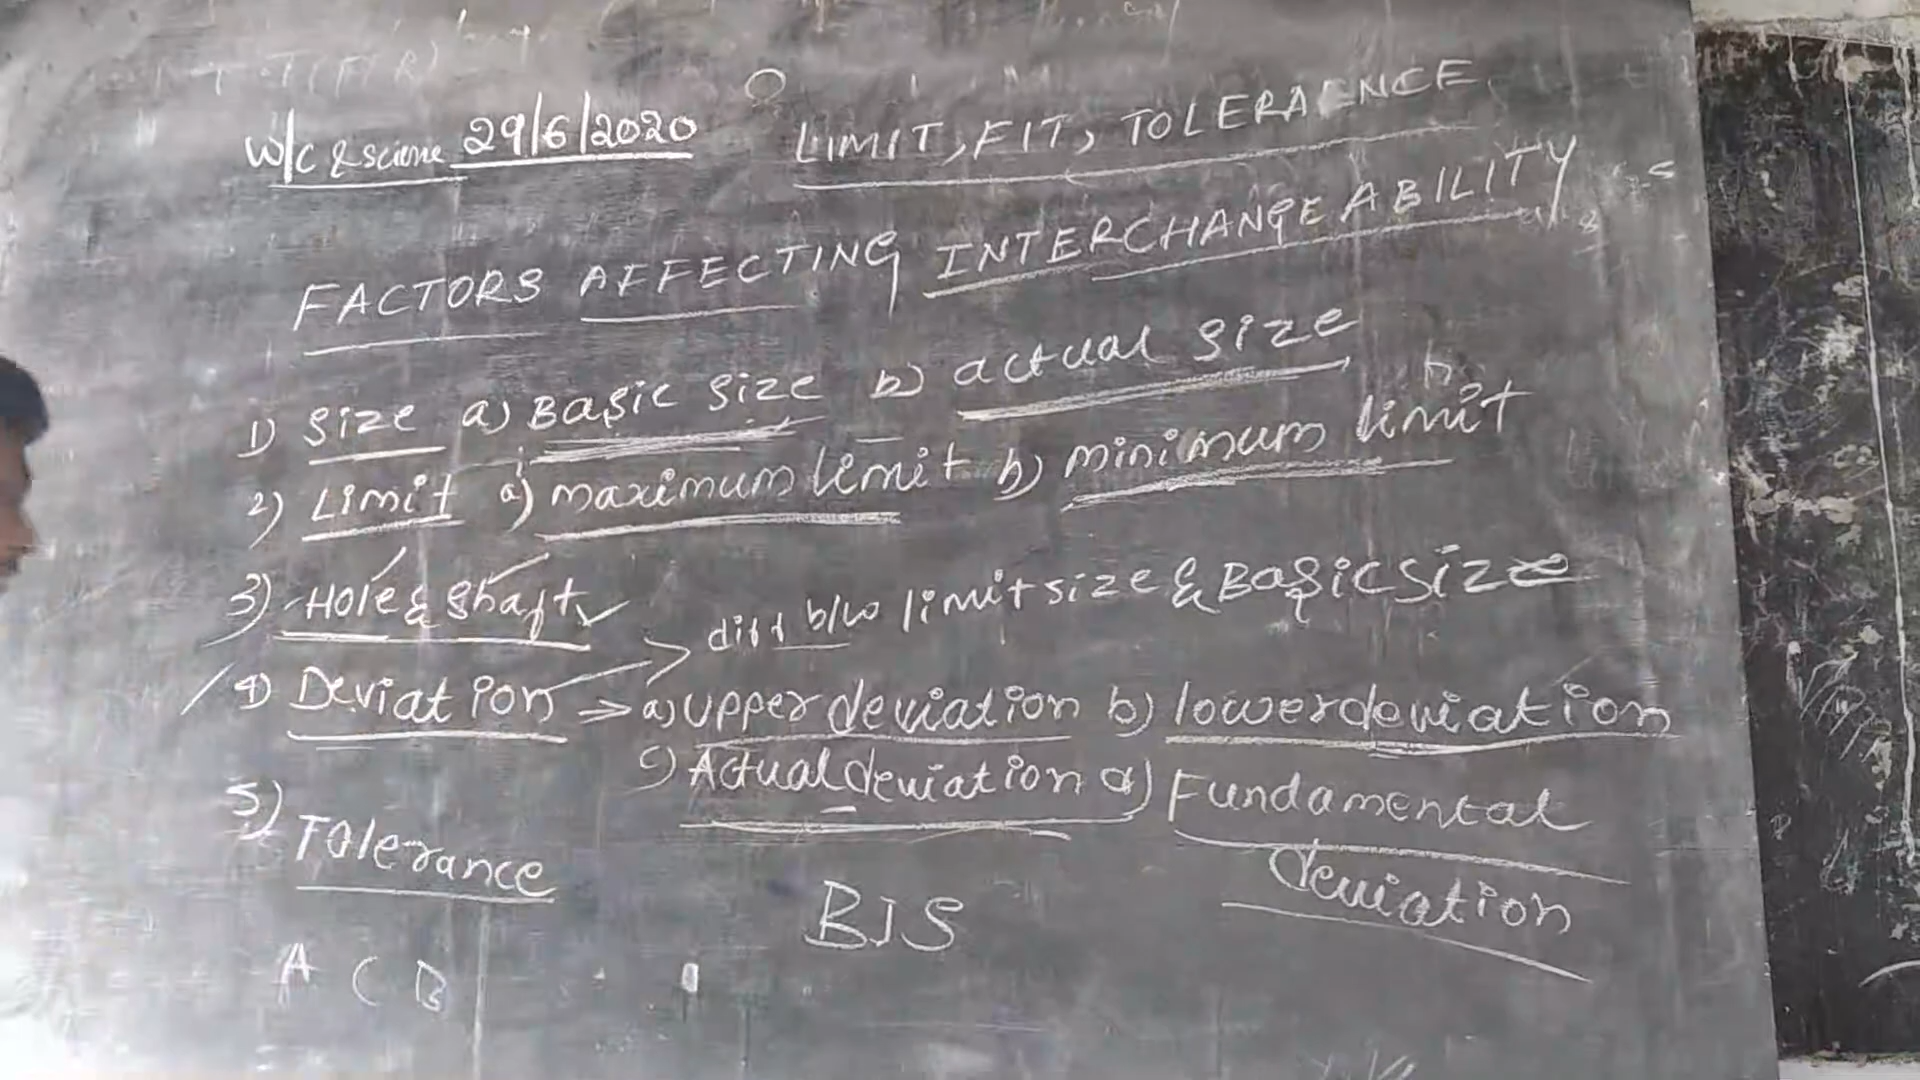 W/C & Science 29/6/2020 LIMIT, FIT, TOLERAENCE
FACTORS AFFECTING INTERCHANGEABILITY
1) Size a) Basic Size b) actual size
2) Limit a) maximum limit b) minimum limit
3) Hole & Shaft
diff b/w limit size & Basic size
4) Deviation ⇒ a) upper deviation b) lower deviation
c) Actual deviation d) Fundamental
deviation
5) Tolerance
BIS
A C B